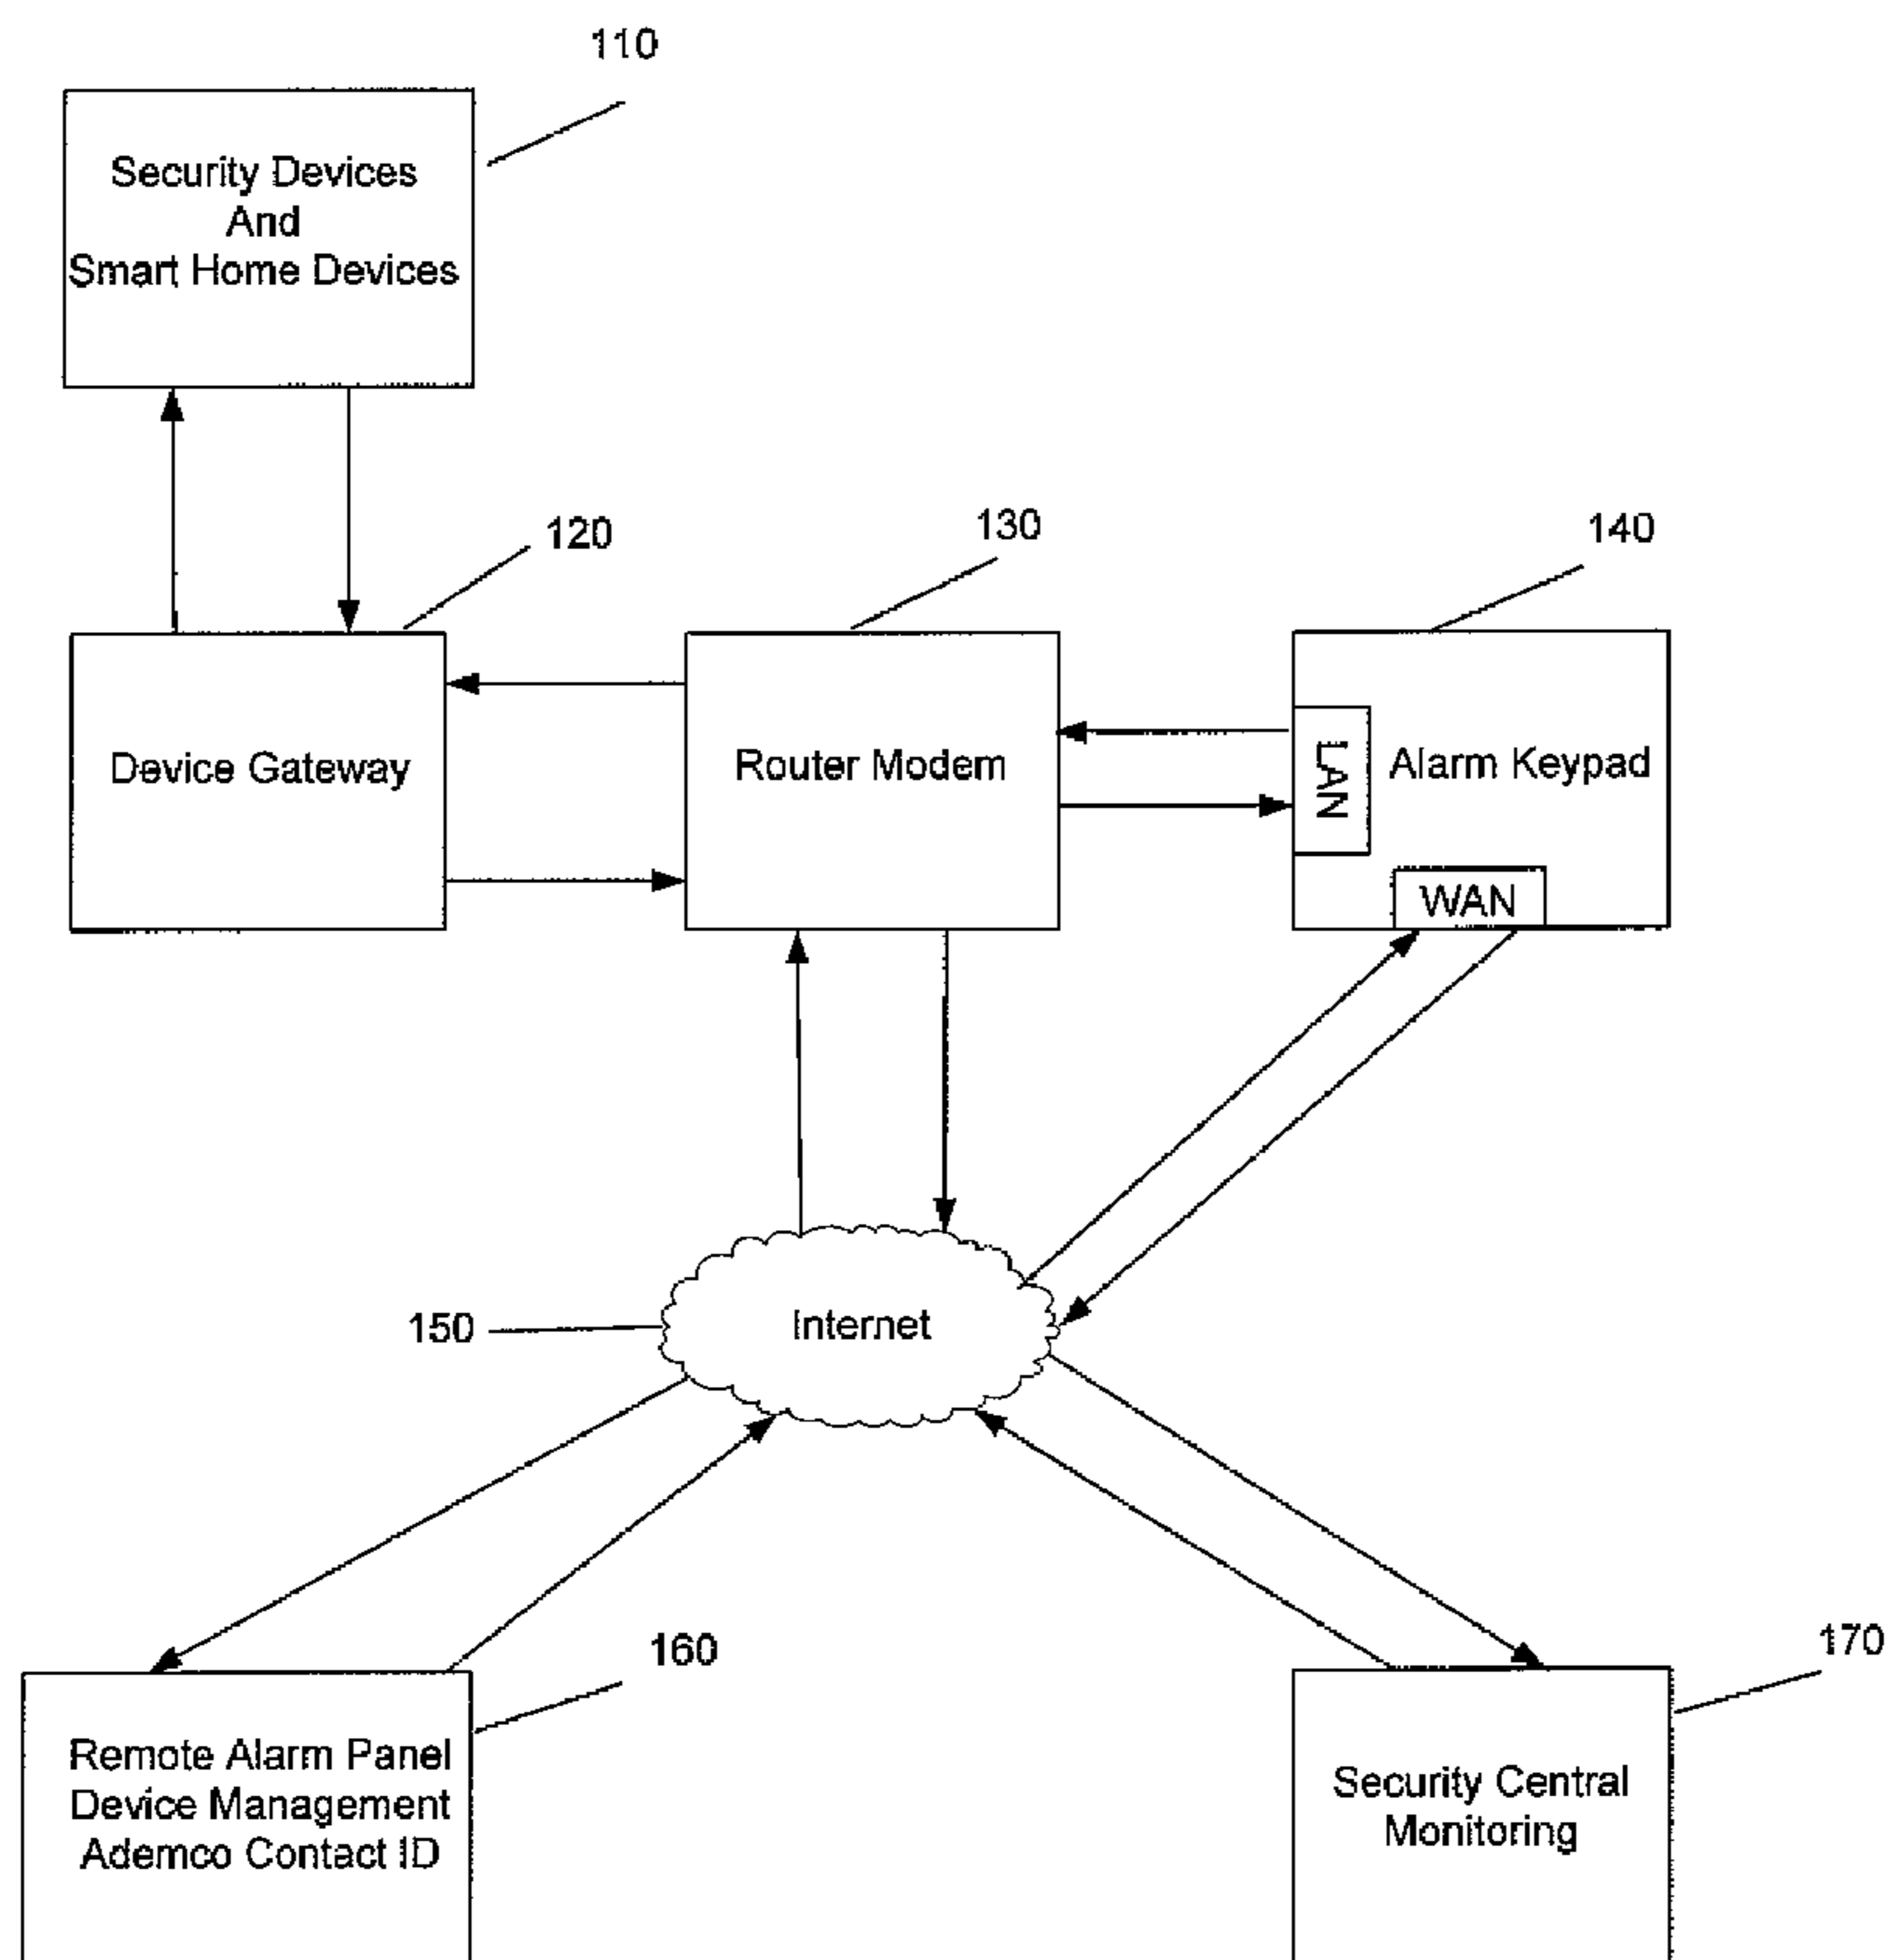 110
Security Devices
And
Smart Home Devices
120
130
140
Device Gateway
Router Modem
LAN
Alarm Keypad
WAN
150
Internet
160
170
Remote Alarm Panel
Device Management
Ademco Contact ID
Security Central
Monitoring